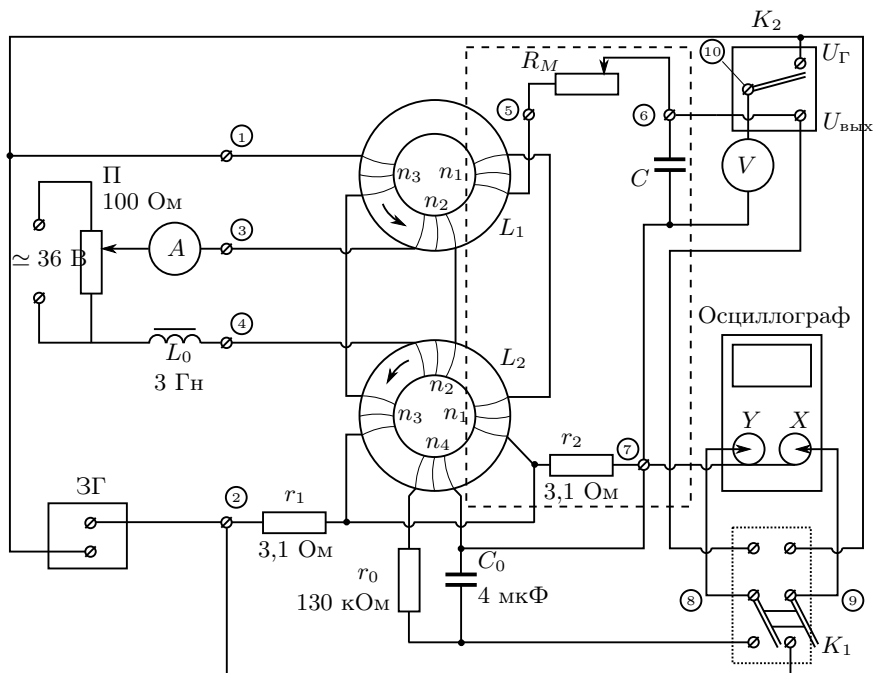 K₂
R_M
⑩
U_Г
①
⑤
⑥
U_вых
П
100 Ом
n₃
n₁
C
V
n₂
③
L₁
A
≃ 36 В
④
Осциллограф
L₀
L₂
3 Гн
n₂
n₃
n₁
r₂
⑦
Y
X
n₄
ЗГ
②
r₁
3,1 Ом
3,1 Ом
r₀
C₀
130 кОм
4 мкФ
⑧
⑨
K₁